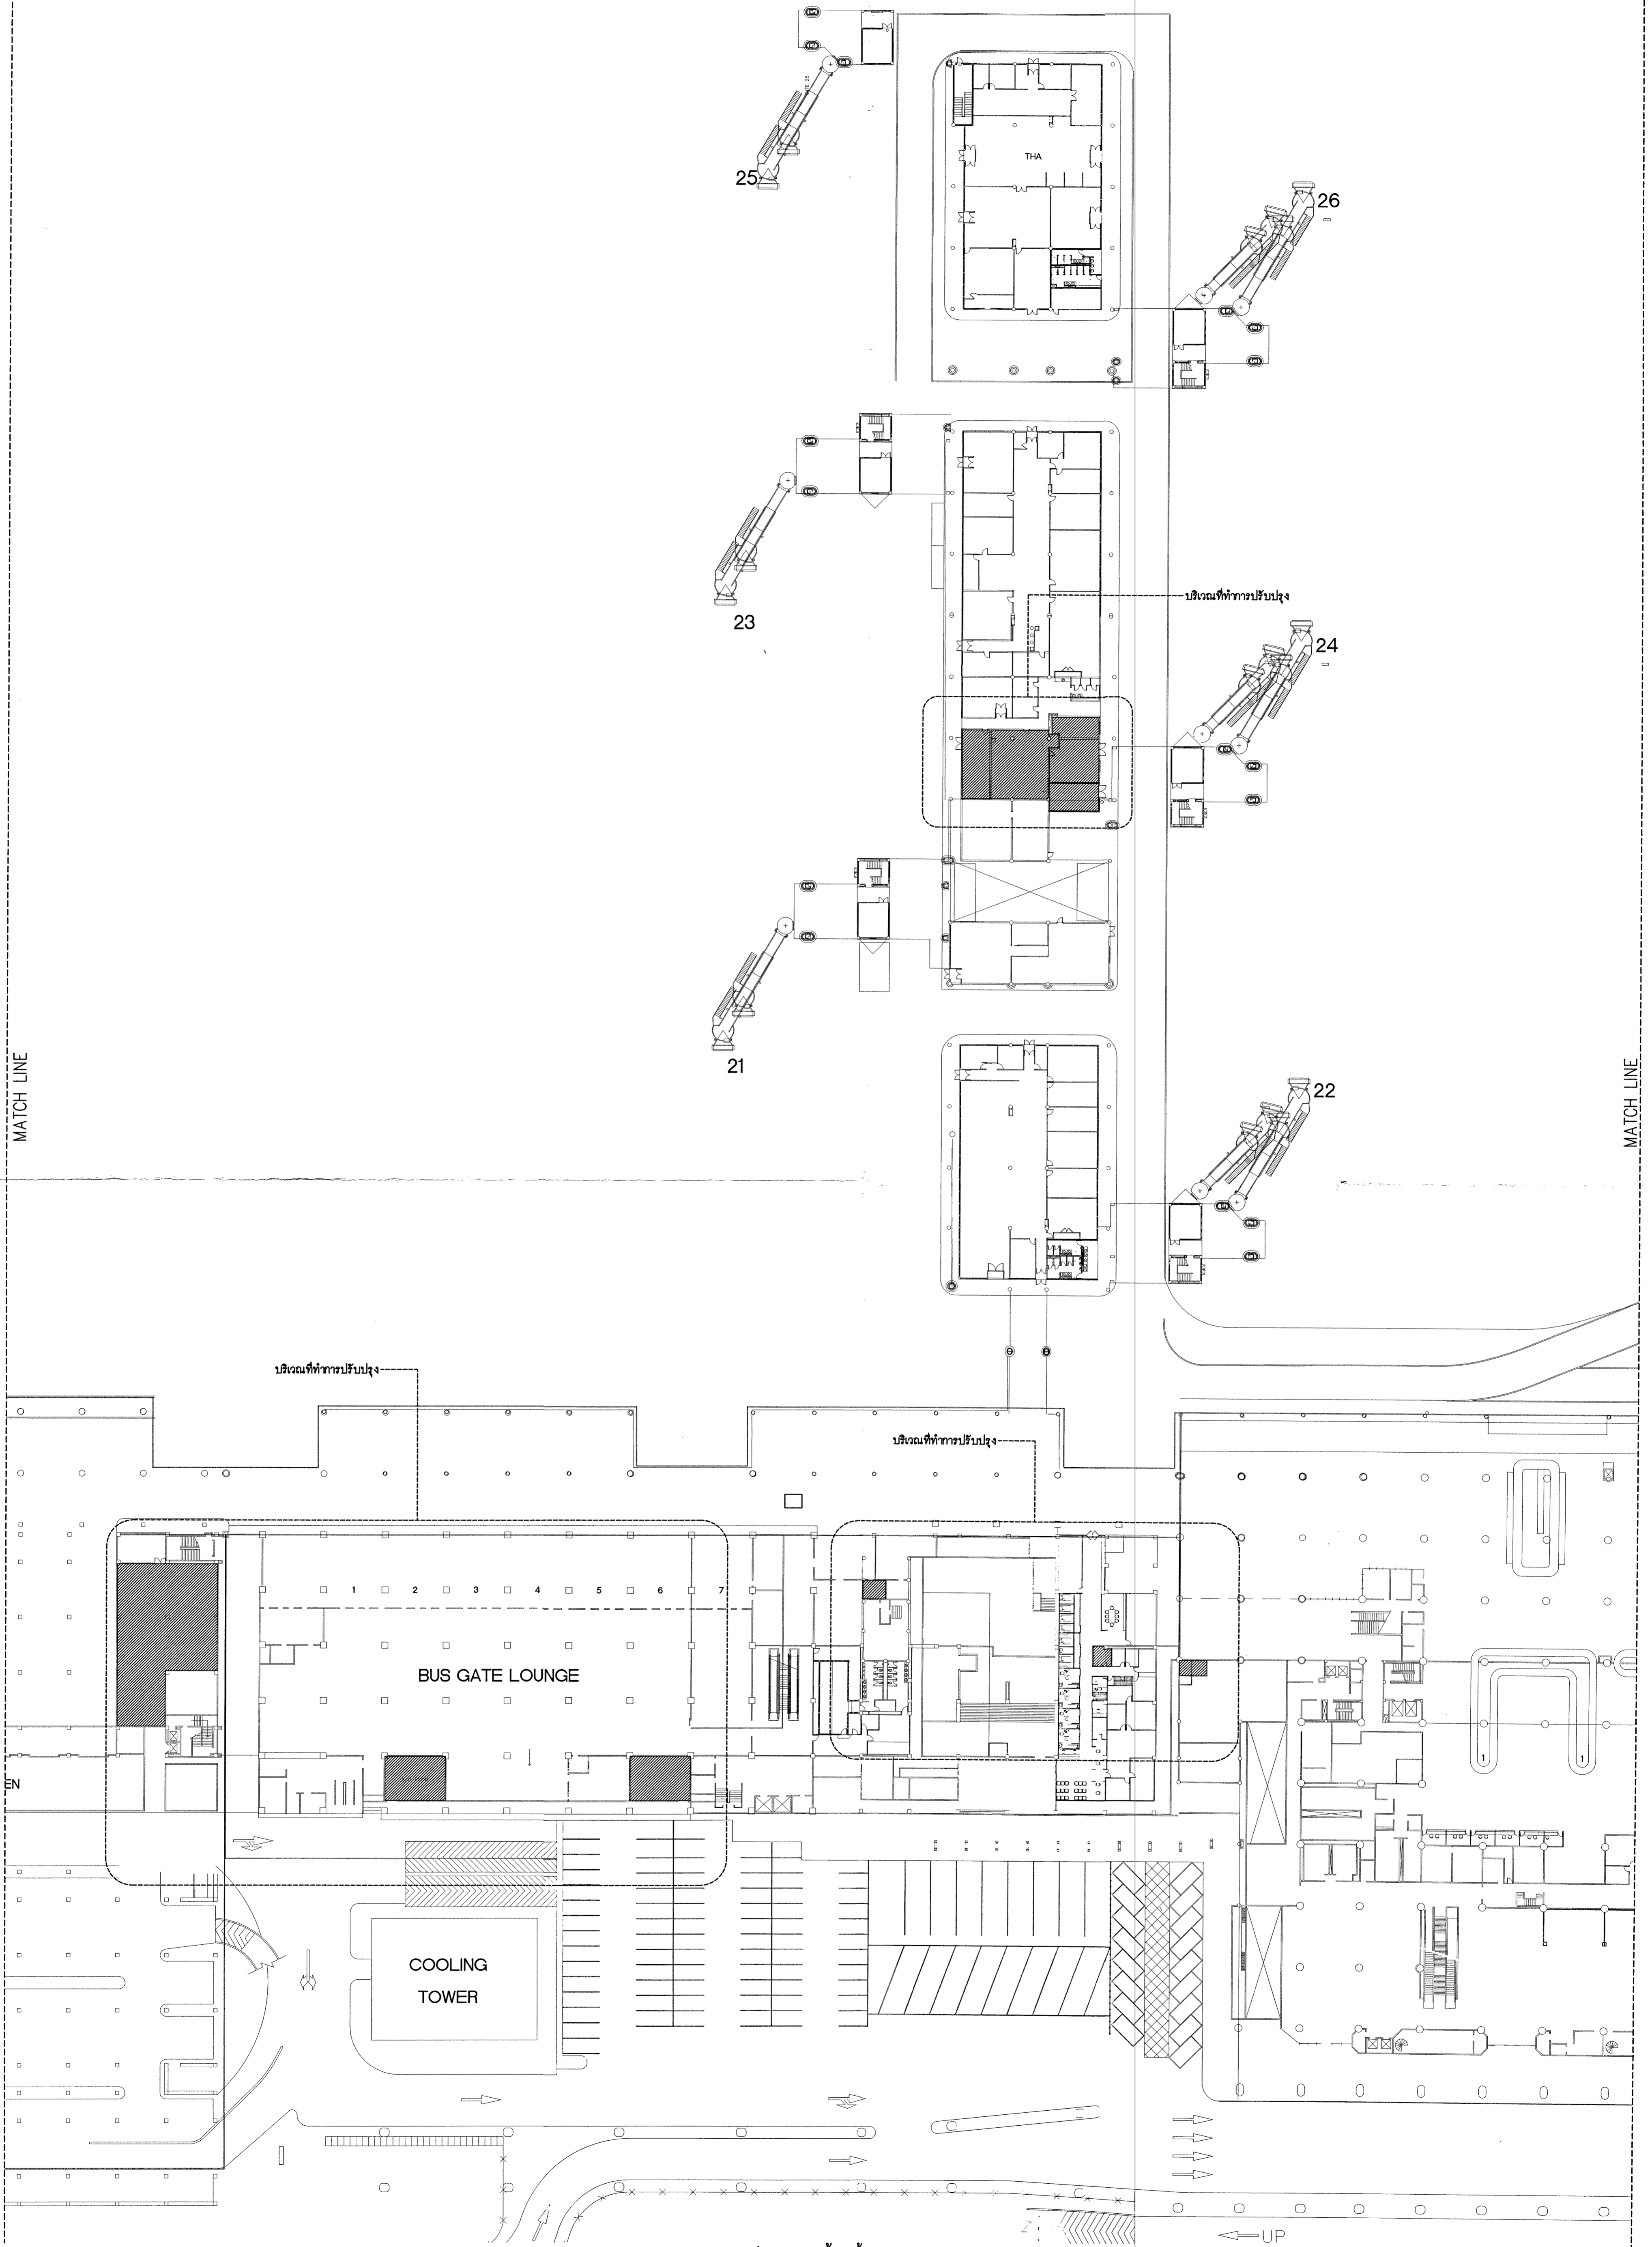 25
THA
26
23
บริเวณที่ทำการปรับปรุง
24
21
22
MATCH LINE
MATCH LINE
บริเวณที่ทำการปรับปรุง
บริเวณที่ทำการปรับปรุง
1 2 3 4 5 6 7
BUS GATE LOUNGE
1 1
EN
COOLING
TOWER
UP